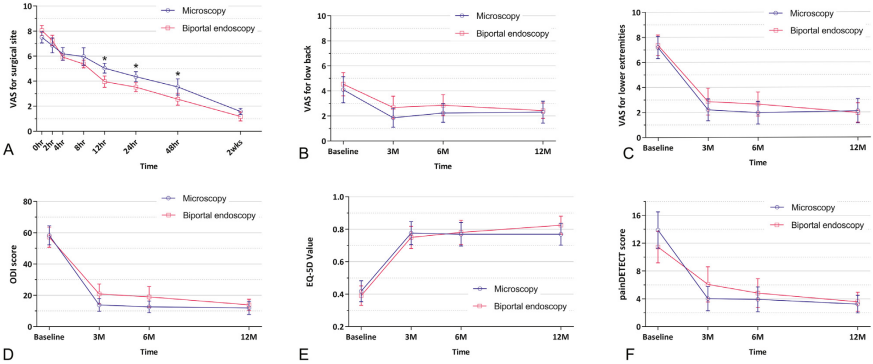 Microscopy
Biportal endoscopy
VAS for surgical site
10
8
6
4
2
0
*
*
*
0hr
2hr
4hr
8hr
12hr
24hr
48hr
2wks
Time
A
Microscopy
Biportal endoscopy
VAS for low back
10
8
6
4
2
0
Baseline
3M
6M
12M
Time
B
Microscopy
Biportal endoscopy
VAS for lower extremities
10
8
6
4
2
0
Baseline
3M
6M
12M
Time
C
Microscopy
Biportal endoscopy
ODI score
80
60
40
20
0
Baseline
3M
6M
12M
Time
D
EQ-5D Value
1.0
0.8
0.6
0.4
0.2
Microscopy
Biportal endoscopy
Baseline
3M
6M
12M
Time
E
Microscopy
Biportal endoscopy
painDETECT score
16
12
8
4
0
Baseline
3M
6M
12M
Time
F